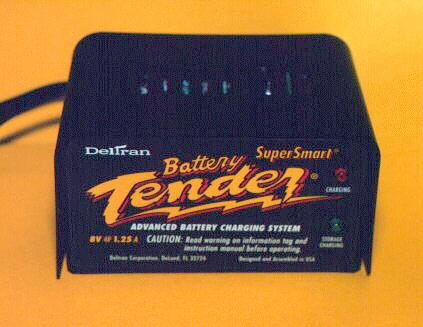 Deltran
SuperSmart®
Battery
Tender®
CHARGING
ADVANCED BATTERY CHARGING SYSTEM
8V 4P 1.25 A CAUTION: Read warning on information tag and
instruction manual before operating.
STORAGE
CHARGING
Deltran Corporation, DeLand, FL 32724 Designed and Assembled in USA